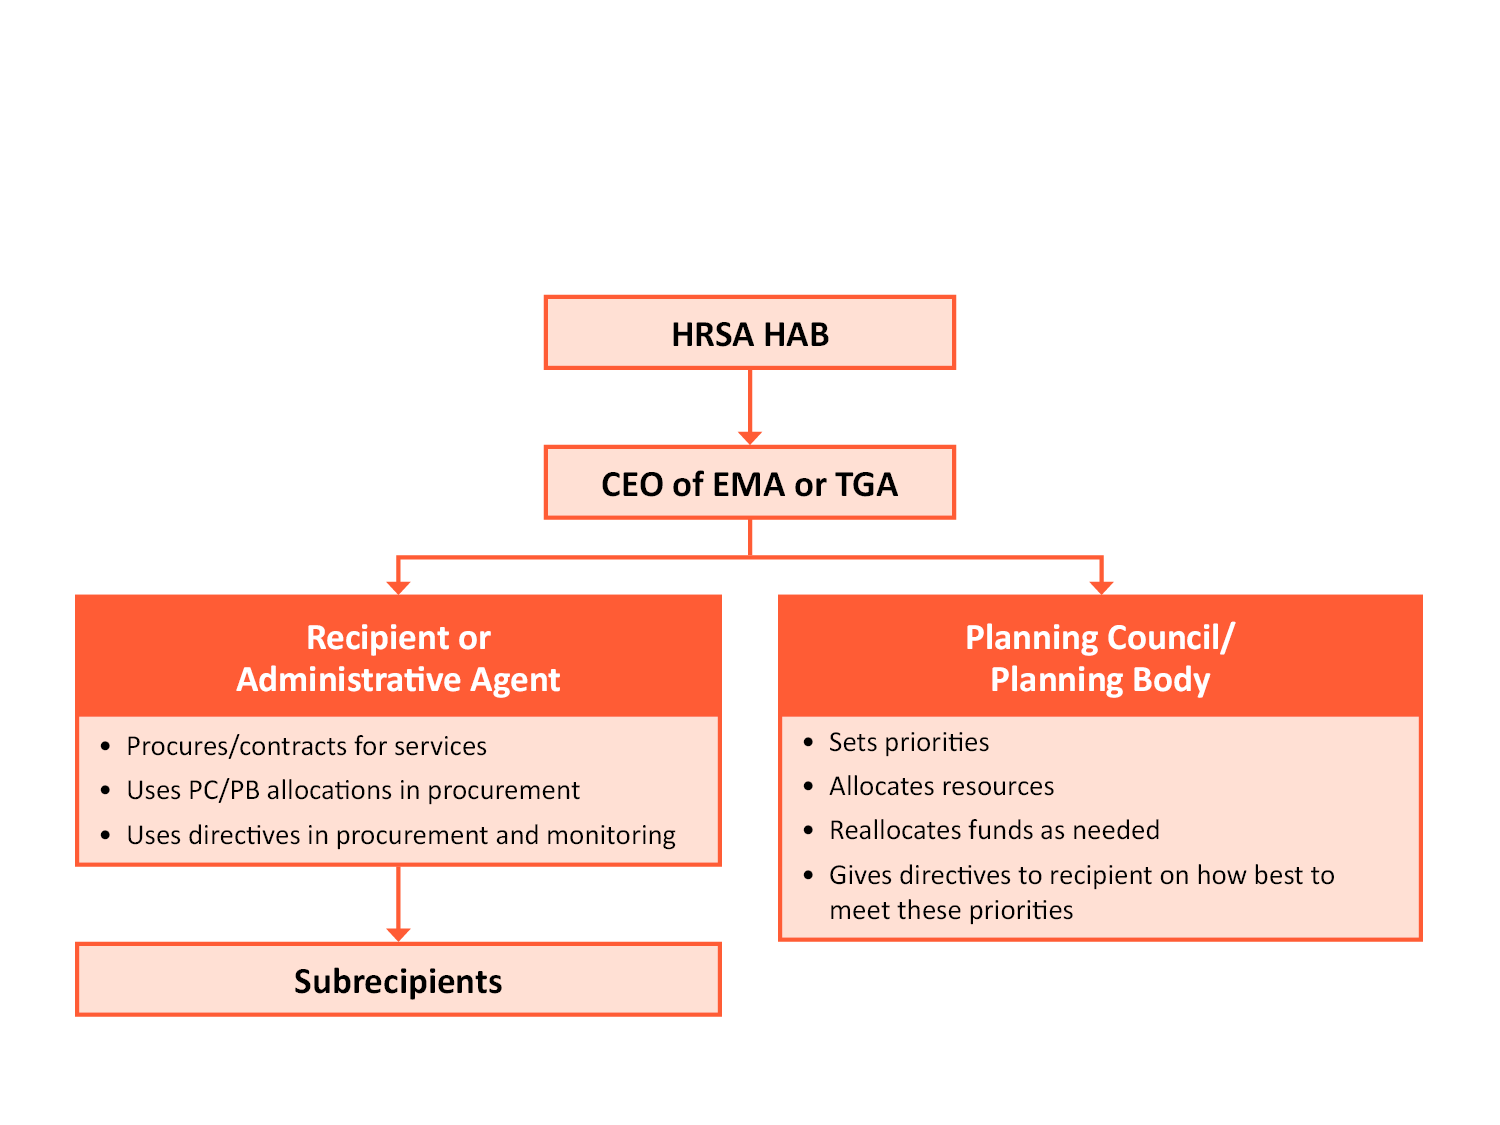 HRSA HAB
CEO of EMA or TGA
Recipient or
Administrative Agent
• Procures/contracts for services
• Uses PC/PB allocations in procurement
• Uses directives in procurement and monitoring
Subrecipients
Planning Council/
Planning Body
• Sets priorities
• Allocates resources
• Reallocates funds as needed
• Gives directives to recipient on how best to
meet these priorities